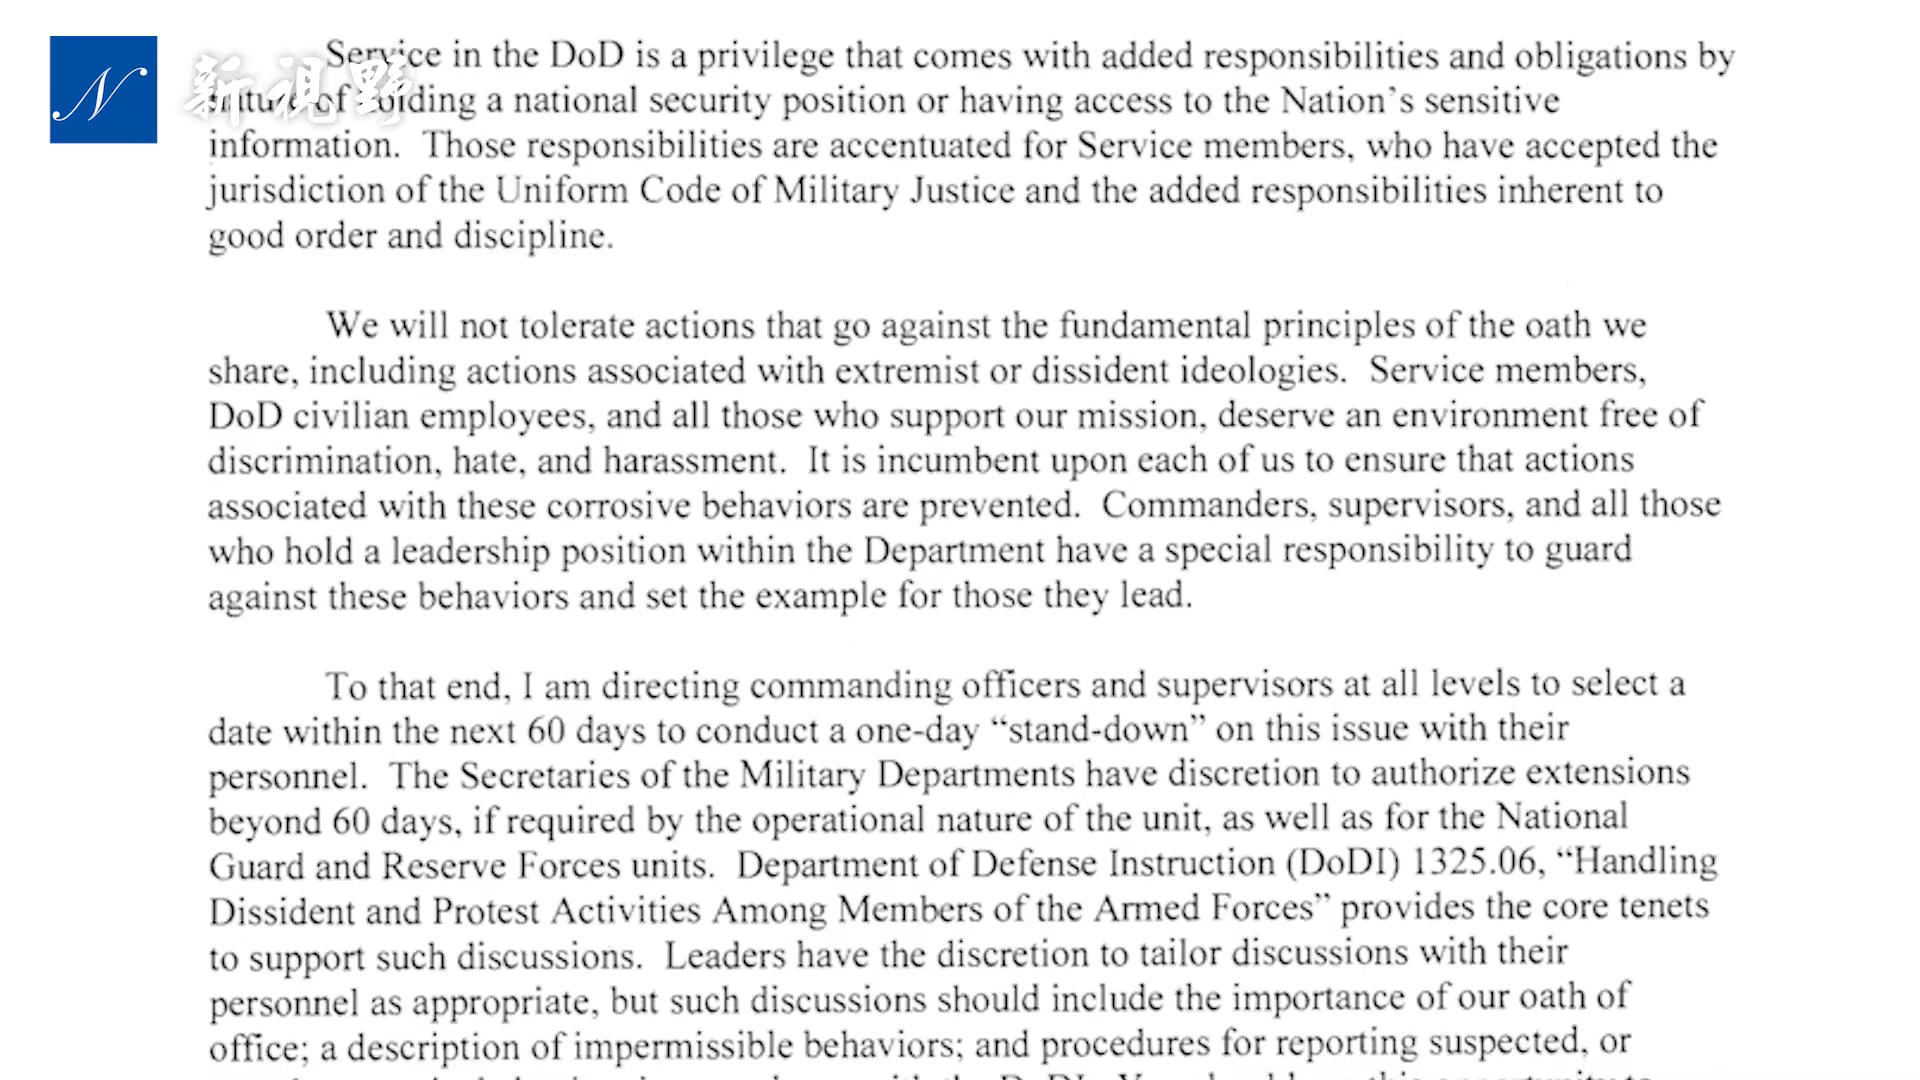 N 新视野
Service in the DoD is a privilege that comes with added responsibilities and obligations by
nature of holding a national security position or having access to the Nation’s sensitive
information. Those responsibilities are accentuated for Service members, who have accepted the
jurisdiction of the Uniform Code of Military Justice and the added responsibilities inherent to
good order and discipline.
We will not tolerate actions that go against the fundamental principles of the oath we
share, including actions associated with extremist or dissident ideologies. Service members,
DoD civilian employees, and all those who support our mission, deserve an environment free of
discrimination, hate, and harassment. It is incumbent upon each of us to ensure that actions
associated with these corrosive behaviors are prevented. Commanders, supervisors, and all those
who hold a leadership position within the Department have a special responsibility to guard
against these behaviors and set the example for those they lead.
To that end, I am directing commanding officers and supervisors at all levels to select a
date within the next 60 days to conduct a one-day “stand-down” on this issue with their
personnel. The Secretaries of the Military Departments have discretion to authorize extensions
beyond 60 days, if required by the operational nature of the unit, as well as for the National
Guard and Reserve Forces units. Department of Defense Instruction (DoDI) 1325.06, “Handling
Dissident and Protest Activities Among Members of the Armed Forces” provides the core tenets
to support such discussions. Leaders have the discretion to tailor discussions with their
personnel as appropriate, but such discussions should include the importance of our oath of
office; a description of impermissible behaviors; and procedures for reporting suspected, or